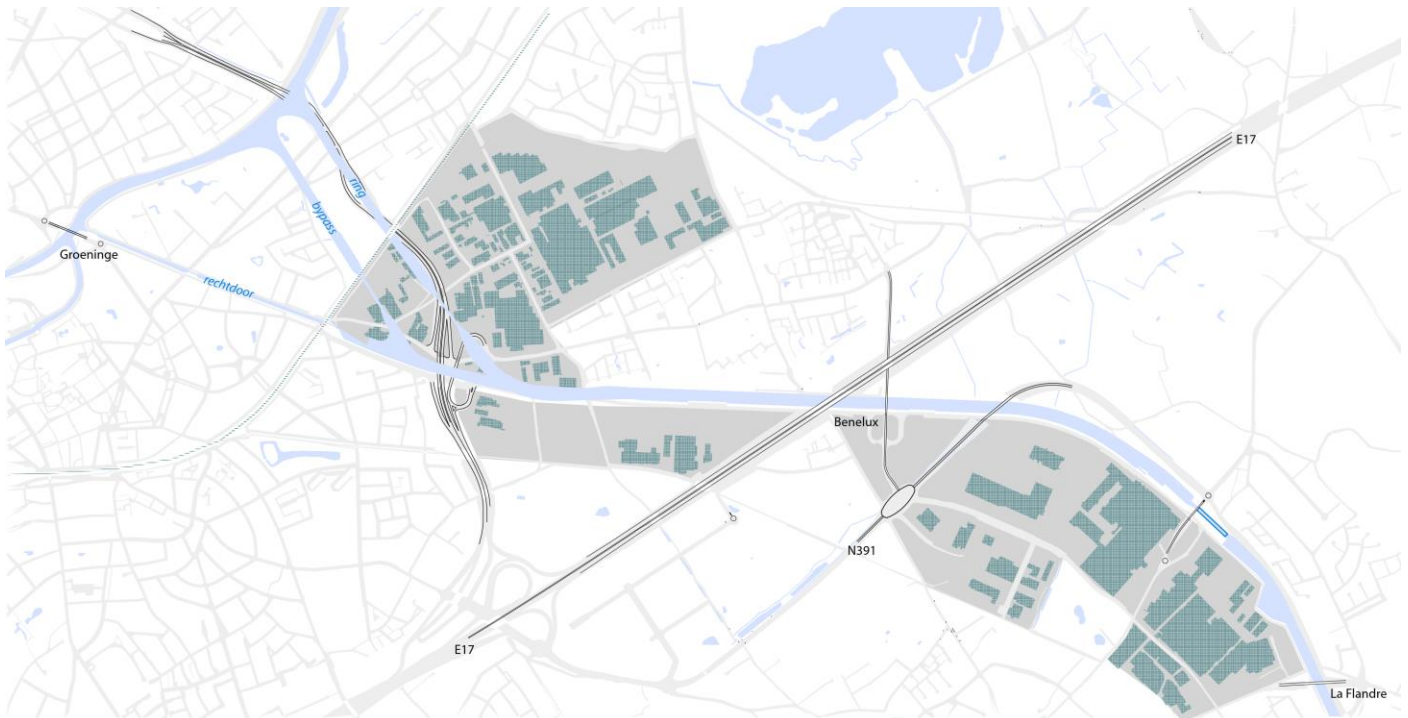 E17
ring
bypass
Groeninge
rechtdoor
Benelux
N391
E17
La Flandre